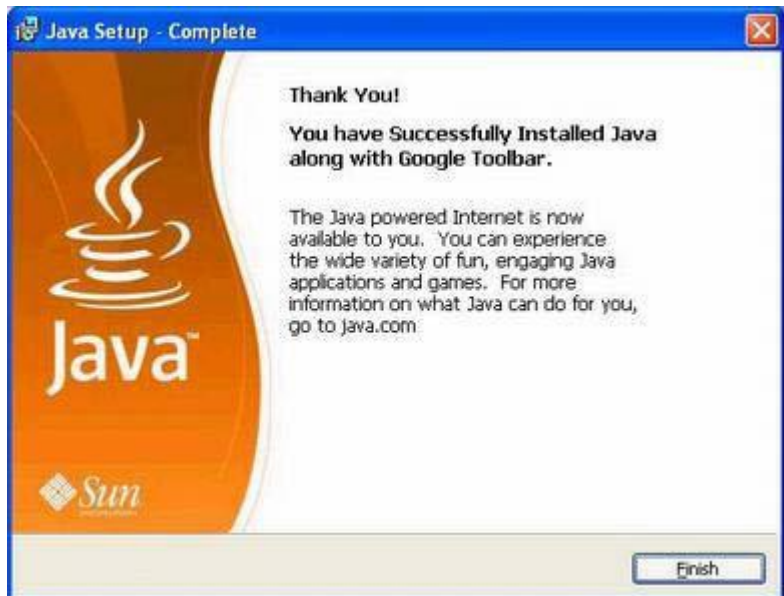 Java Setup - Complete
Thank You!
You have Successfully Installed Java
along with Google Toolbar.
The Java powered Internet is now
available to you. You can experience
the wide variety of fun, engaging Java
applications and games. For more
information on what Java can do for you,
go to java.com
Java™
Sun
Finish